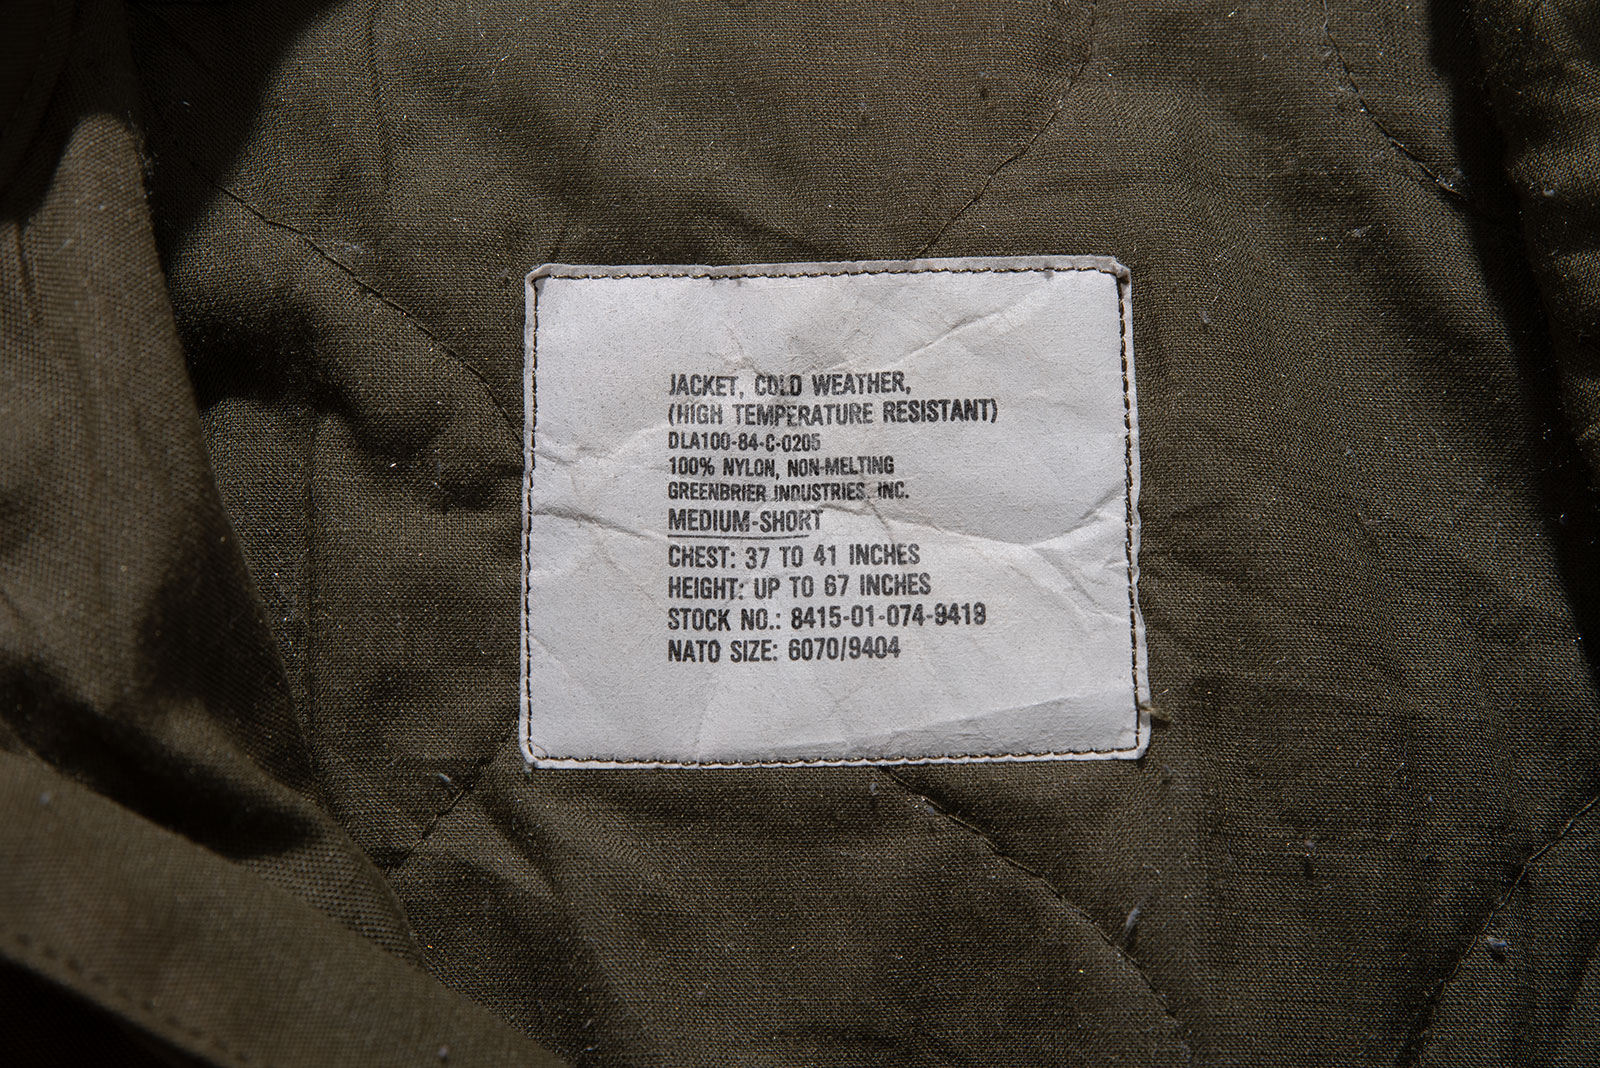 JACKET, COLD WEATHER,
(HIGH TEMPERATURE RESISTANT)
DLA100-84-C-0205
100% NYLON, NON-MELTING
GREENBRIER INDUSTRIES, INC.
MEDIUM-SHORT
CHEST: 37 TO 41 INCHES
HEIGHT: UP TO 67 INCHES
STOCK NO.: 8415-01-074-9419
NATO SIZE: 6070/9404